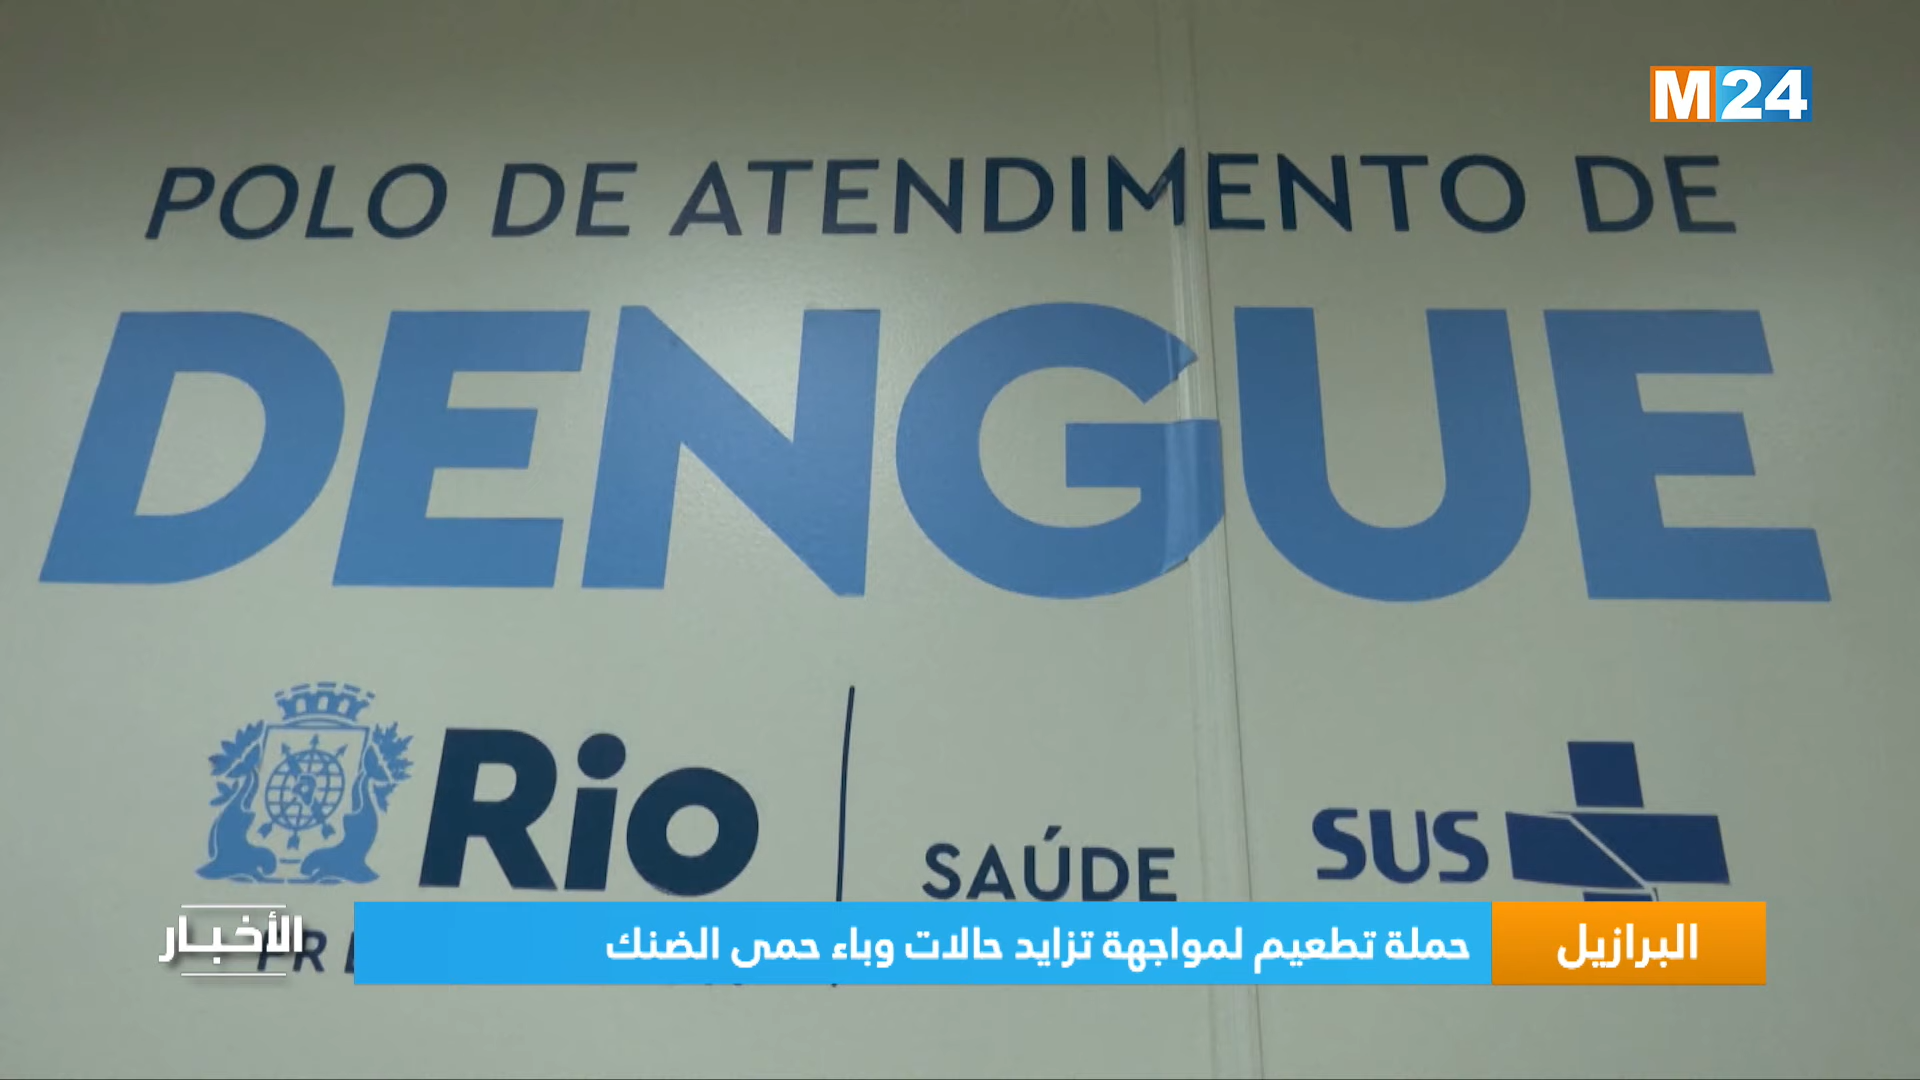 M24
POLO DE ATENDIMENTO DE
DENGUE
Rio
SAÚDE
SUS
البرازيل
حملة تطعيم لمواجهة تزايد حالات وباء حمى الضنك
الأخبار